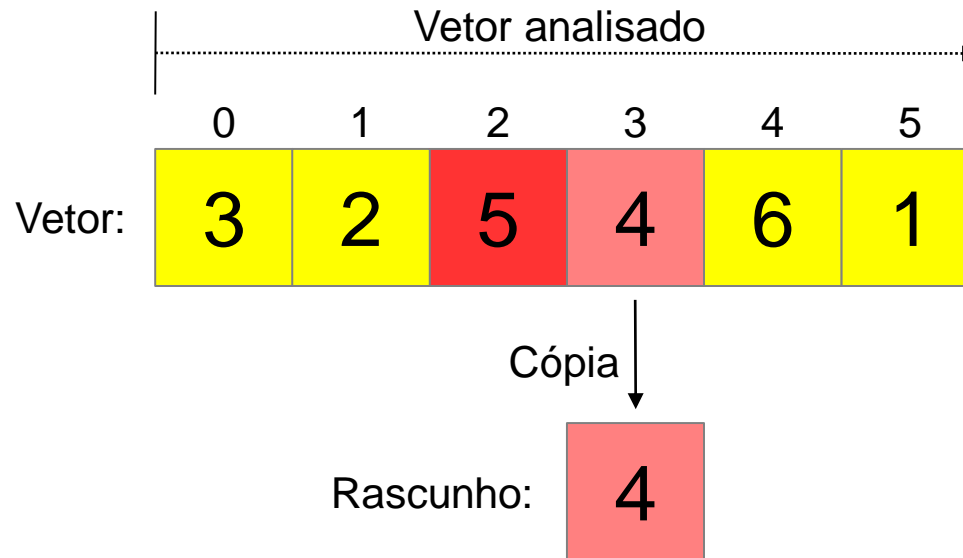 Vetor analisado
0 1 2 3 4 5
Vetor: 3 2 5 4 6 1
Cópia
Rascunho: 4